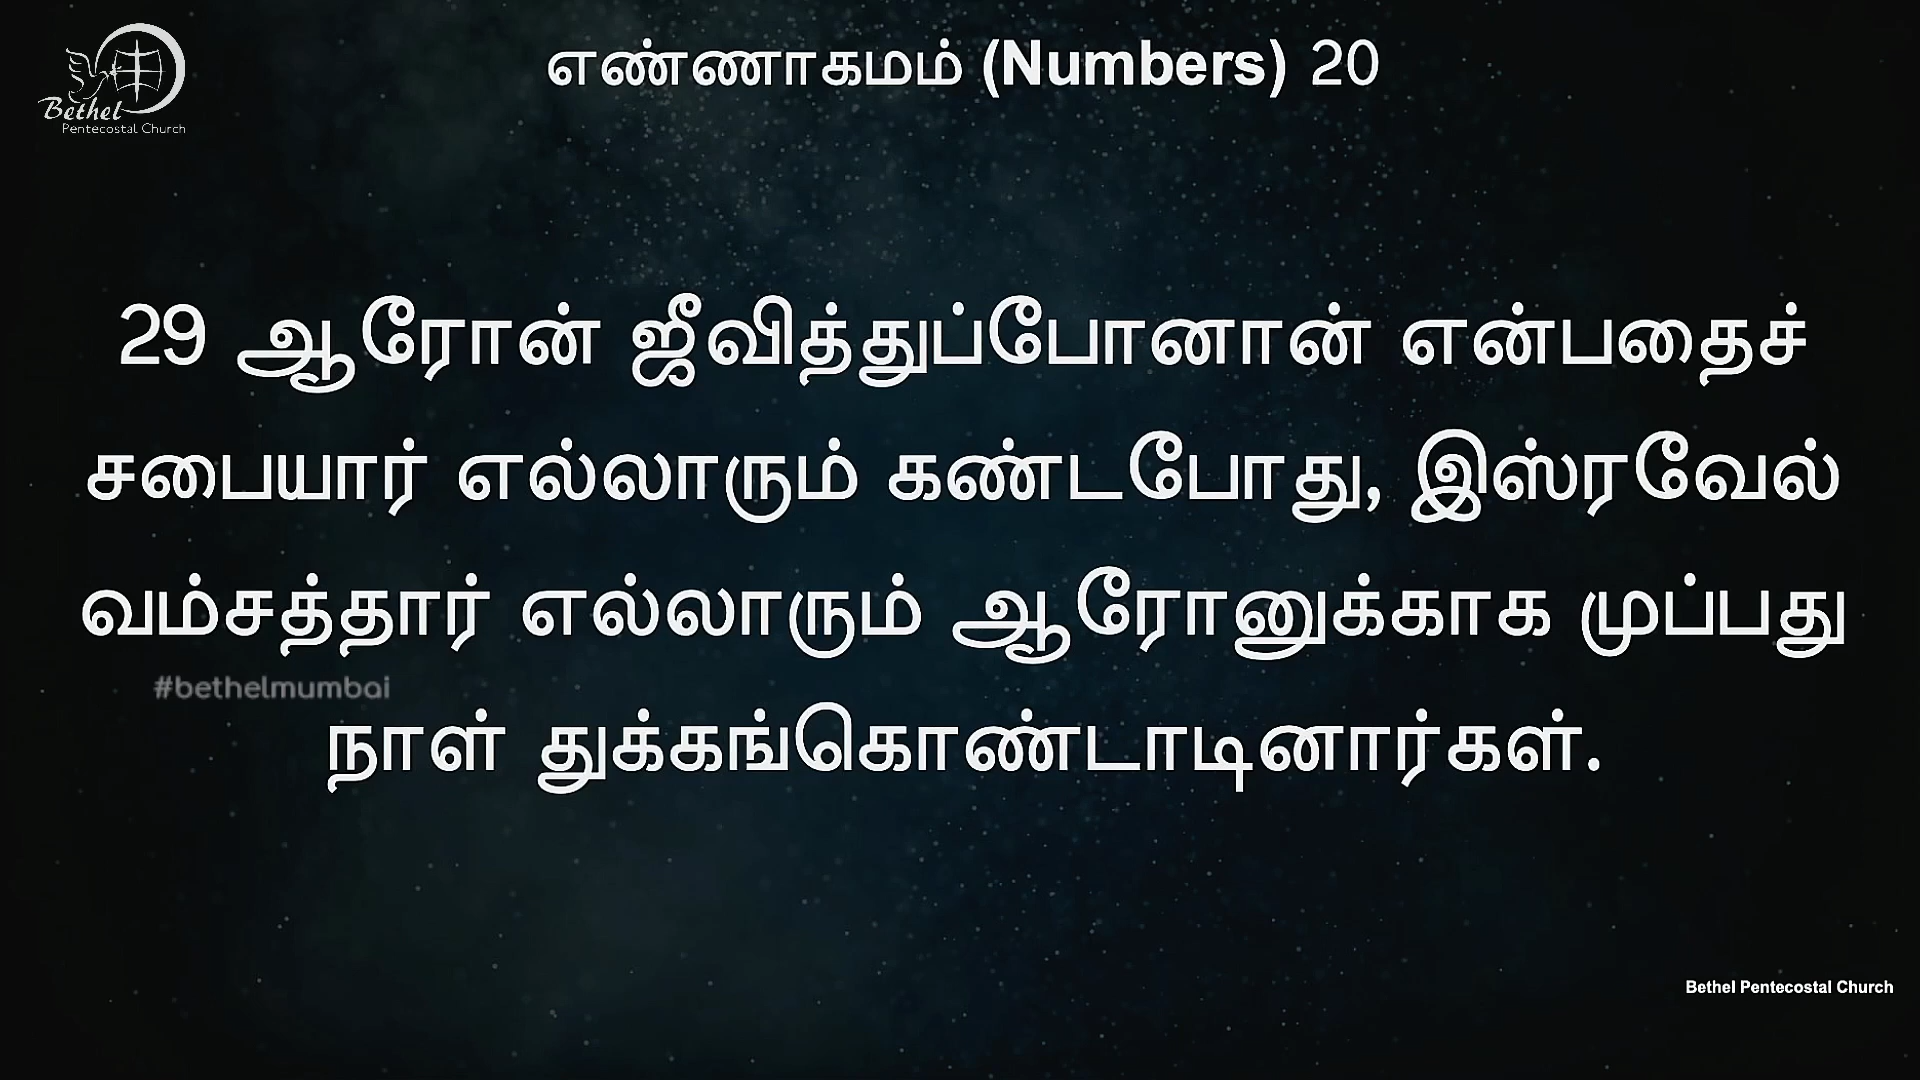 Bethel
Pentecostal Church
எண்ணாகமம் (Numbers) 20
29 ஆரோன் ஜீவித்துப்போனான் என்பதைச்
சபையார் எல்லாரும் கண்டபோது, இஸ்ரவேல்
வம்சத்தார் எல்லாரும் ஆரோனுக்காக முப்பது
#bethelmumbai
நாள் துக்கங்கொண்டாடினார்கள்.
Bethel Pentecostal Church